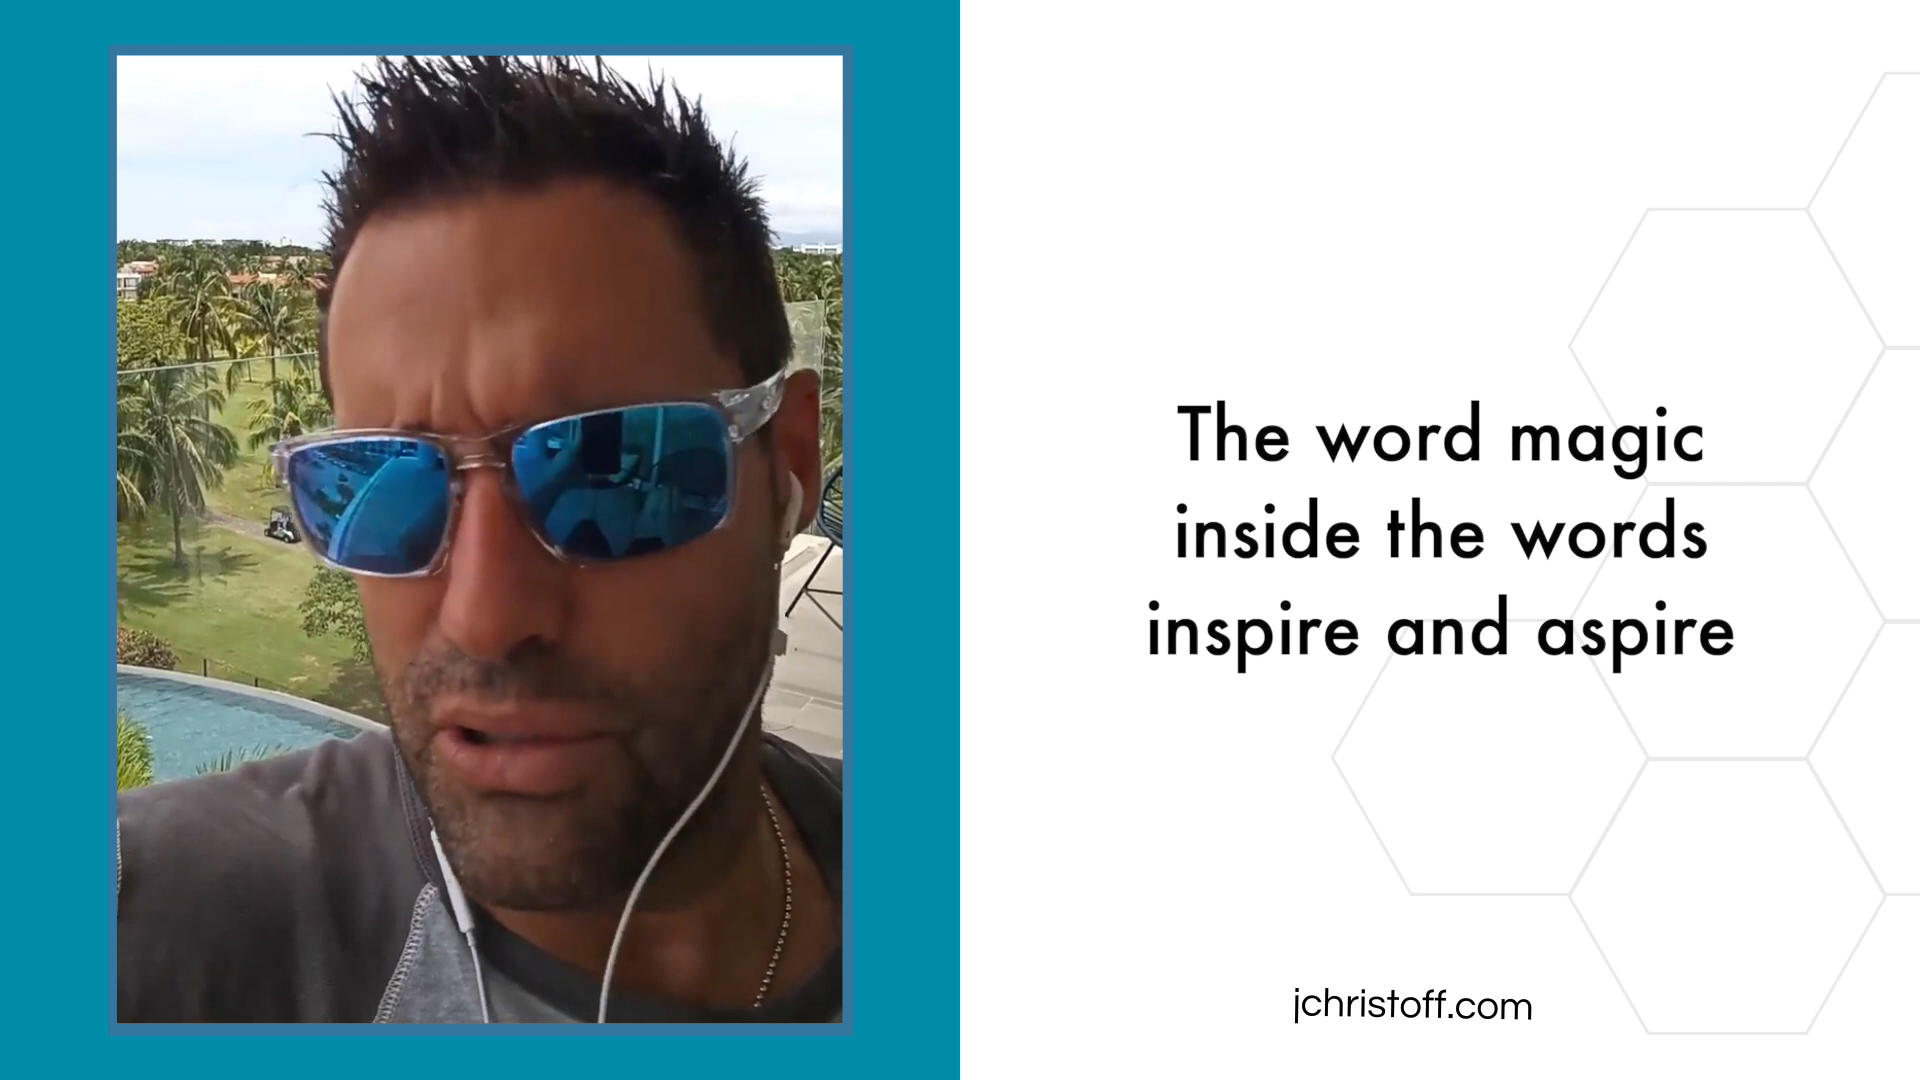 The word magic
inside the words
inspire and aspire
jchristoff.com